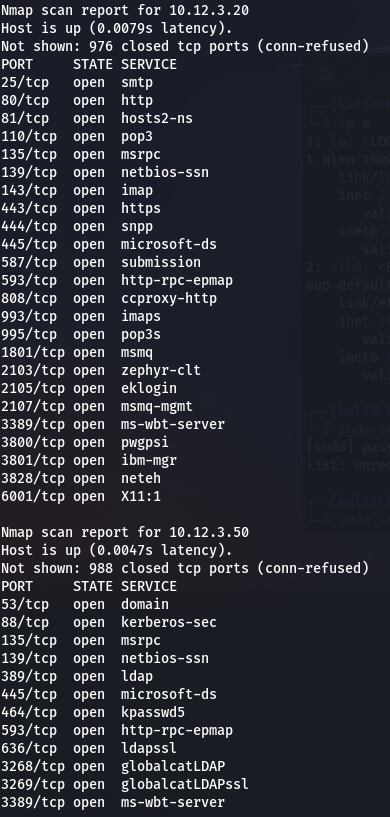 Nmap scan report for 10.12.3.20
Host is up (0.0079s latency).
Not shown: 976 closed tcp ports (conn-refused)
PORT     STATE SERVICE
25/tcp   open  smtp
80/tcp   open  http
81/tcp   open  hosts2-ns
110/tcp  open  pop3
135/tcp  open  msrpc
139/tcp  open  netbios-ssn
143/tcp  open  imap
443/tcp  open  https
444/tcp  open  snpp
445/tcp  open  microsoft-ds
587/tcp  open  submission
593/tcp  open  http-rpc-epmap
808/tcp  open  ccproxy-http
993/tcp  open  imaps
995/tcp  open  pop3s
1801/tcp open  msmq
2103/tcp open  zephyr-clt
2105/tcp open  eklogin
2107/tcp open  msmq-mgmt
3389/tcp open  ms-wbt-server
3800/tcp open  pwgpsi
3801/tcp open  ibm-mgr
3828/tcp open  neteh
6001/tcp open  X11:1
Nmap scan report for 10.12.3.50
Host is up (0.0047s latency).
Not shown: 988 closed tcp ports (conn-refused)
PORT     STATE SERVICE
53/tcp   open  domain
88/tcp   open  kerberos-sec
135/tcp  open  msrpc
139/tcp  open  netbios-ssn
389/tcp  open  ldap
445/tcp  open  microsoft-ds
464/tcp  open  kpasswd5
593/tcp  open  http-rpc-epmap
636/tcp  open  ldapssl
3268/tcp open  globalcatLDAP
3269/tcp open  globalcatLDAPssl
3389/tcp open  ms-wbt-server